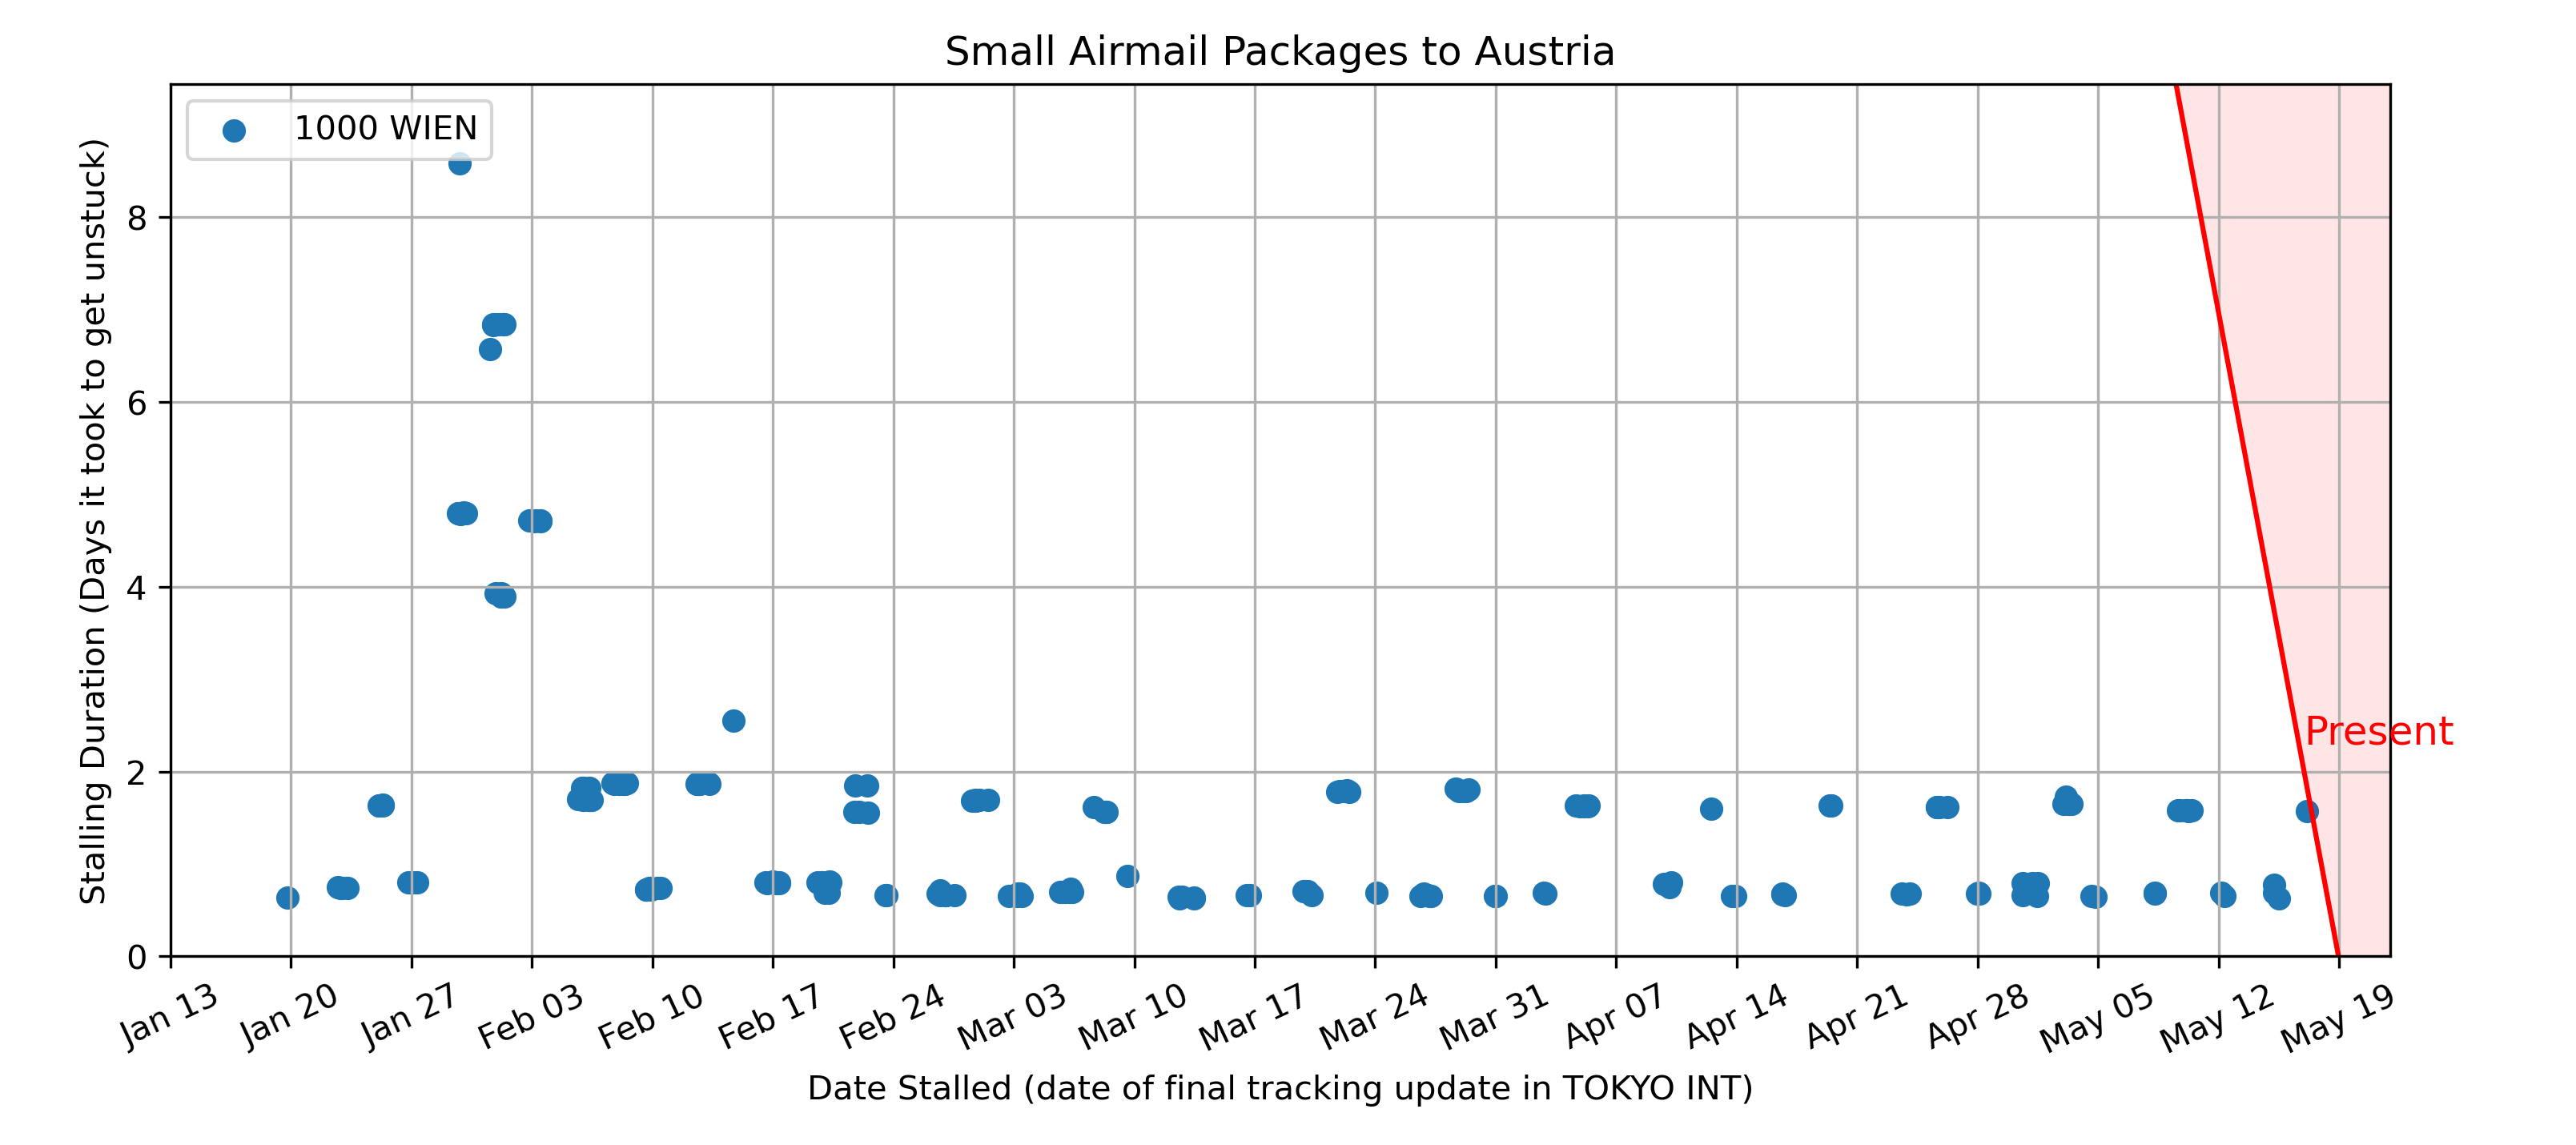 Small Airmail Packages to Austria
1000 WIEN
Stalling Duration (Days it took to get unstuck)
8
6
4
2
0
Present
Jan 13
Jan 20
Jan 27
Feb 03
Feb 10
Feb 17
Feb 24
Mar 03
Mar 10
Mar 17
Mar 24
Mar 31
Apr 07
Apr 14
Apr 21
Apr 28
May 05
May 12
May 19
Date Stalled (date of final tracking update in TOKYO INT)